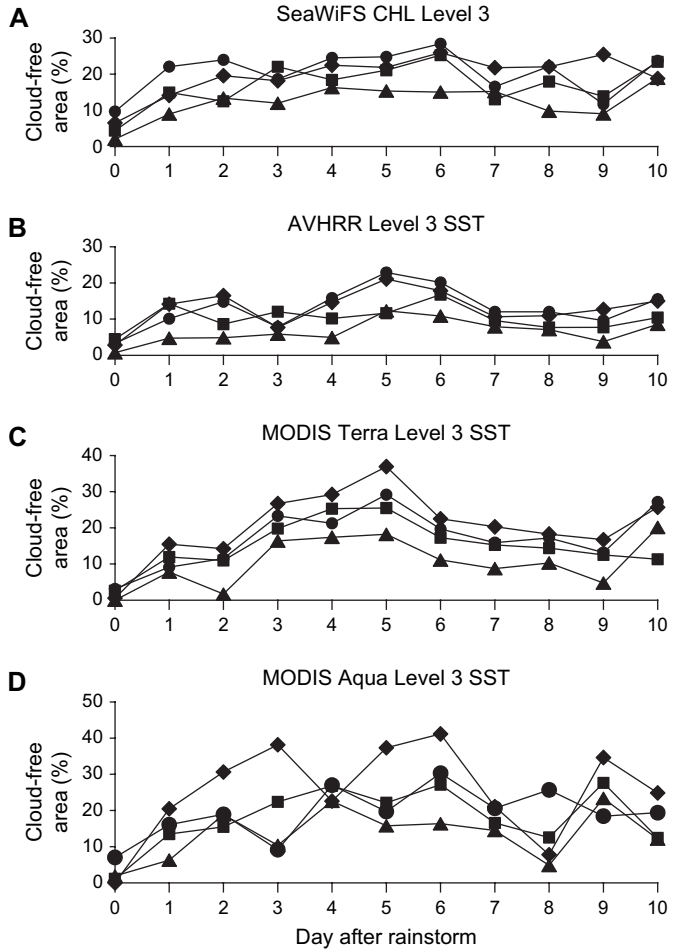 A
SeaWiFS CHL Level 3
Cloud-free
area (%)
30
20
10
0
0 1 2 3 4 5 6 7 8 9 10
B
AVHRR Level 3 SST
Cloud-free
area (%)
30
20
10
0
0 1 2 3 4 5 6 7 8 9 10
C
MODIS Terra Level 3 SST
Cloud-free
area (%)
40
30
20
10
0
0 1 2 3 4 5 6 7 8 9 10
D
MODIS Aqua Level 3 SST
Cloud-free
area (%)
50
40
30
20
10
0
0 1 2 3 4 5 6 7 8 9 10
Day after rainstorm